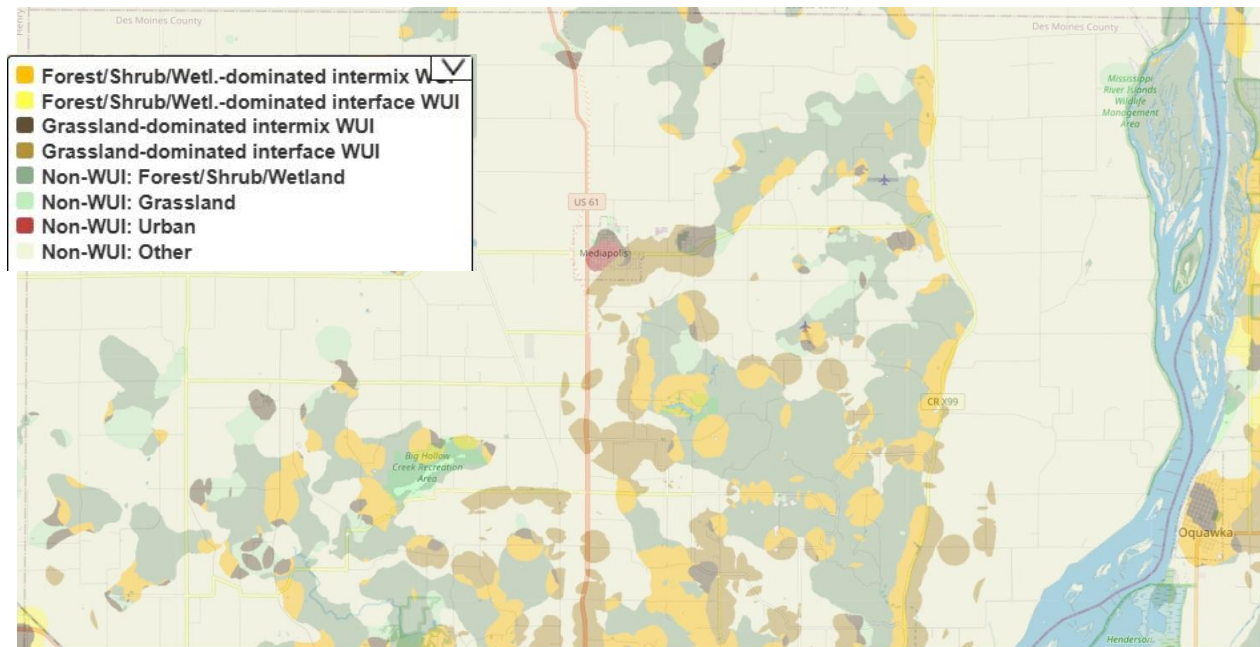 Des Moines County
County
Des Moines County
Henry
Forest/Shrub/Wetl.-dominated intermix WUI
Forest/Shrub/Wetl.-dominated interface WUI
Grassland-dominated intermix WUI
Grassland-dominated interface WUI
Non-WUI: Forest/Shrub/Wetland
Non-WUI: Grassland
Non-WUI: Urban
Non-WUI: Other
Mississippi
River Islands
Wildlife
Management
Area
US 61
Mediapolis
CR X99
Big Hollow
Creek Recreation
Area
Oquawka
Henderson